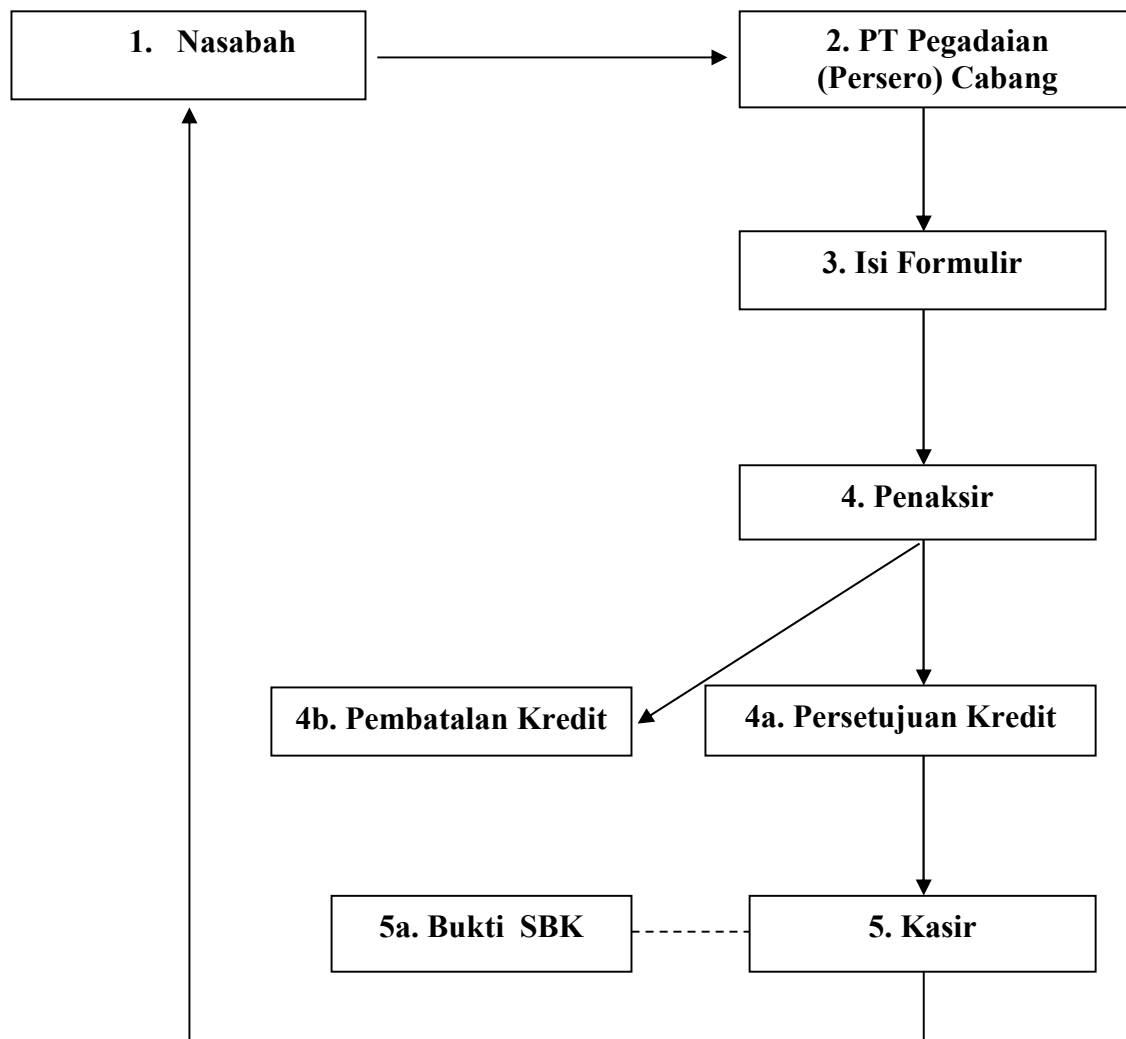 1. Nasabah
2. PT Pegadaian
(Persero) Cabang
3. Isi Formulir
4. Penaksir
4b. Pembatalan Kredit
4a. Persetujuan Kredit
5a. Bukti SBK
5. Kasir